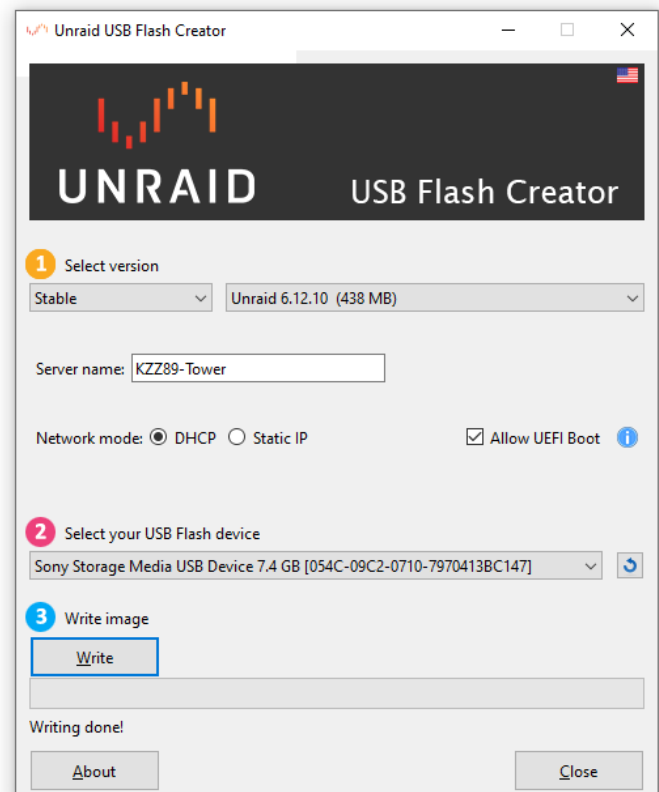 Unraid USB Flash Creator
UNRAID
USB Flash Creator
1 Select version
Stable Unraid 6.12.10 (438 MB)
Server name: KZZ89-Tower
Network mode: DHCP Static IP Allow UEFI Boot i
2 Select your USB Flash device
Sony Storage Media USB Device 7.4 GB [054C-09C2-0710-7970413BC147]
3 Write image
Write
Writing done!
About Close